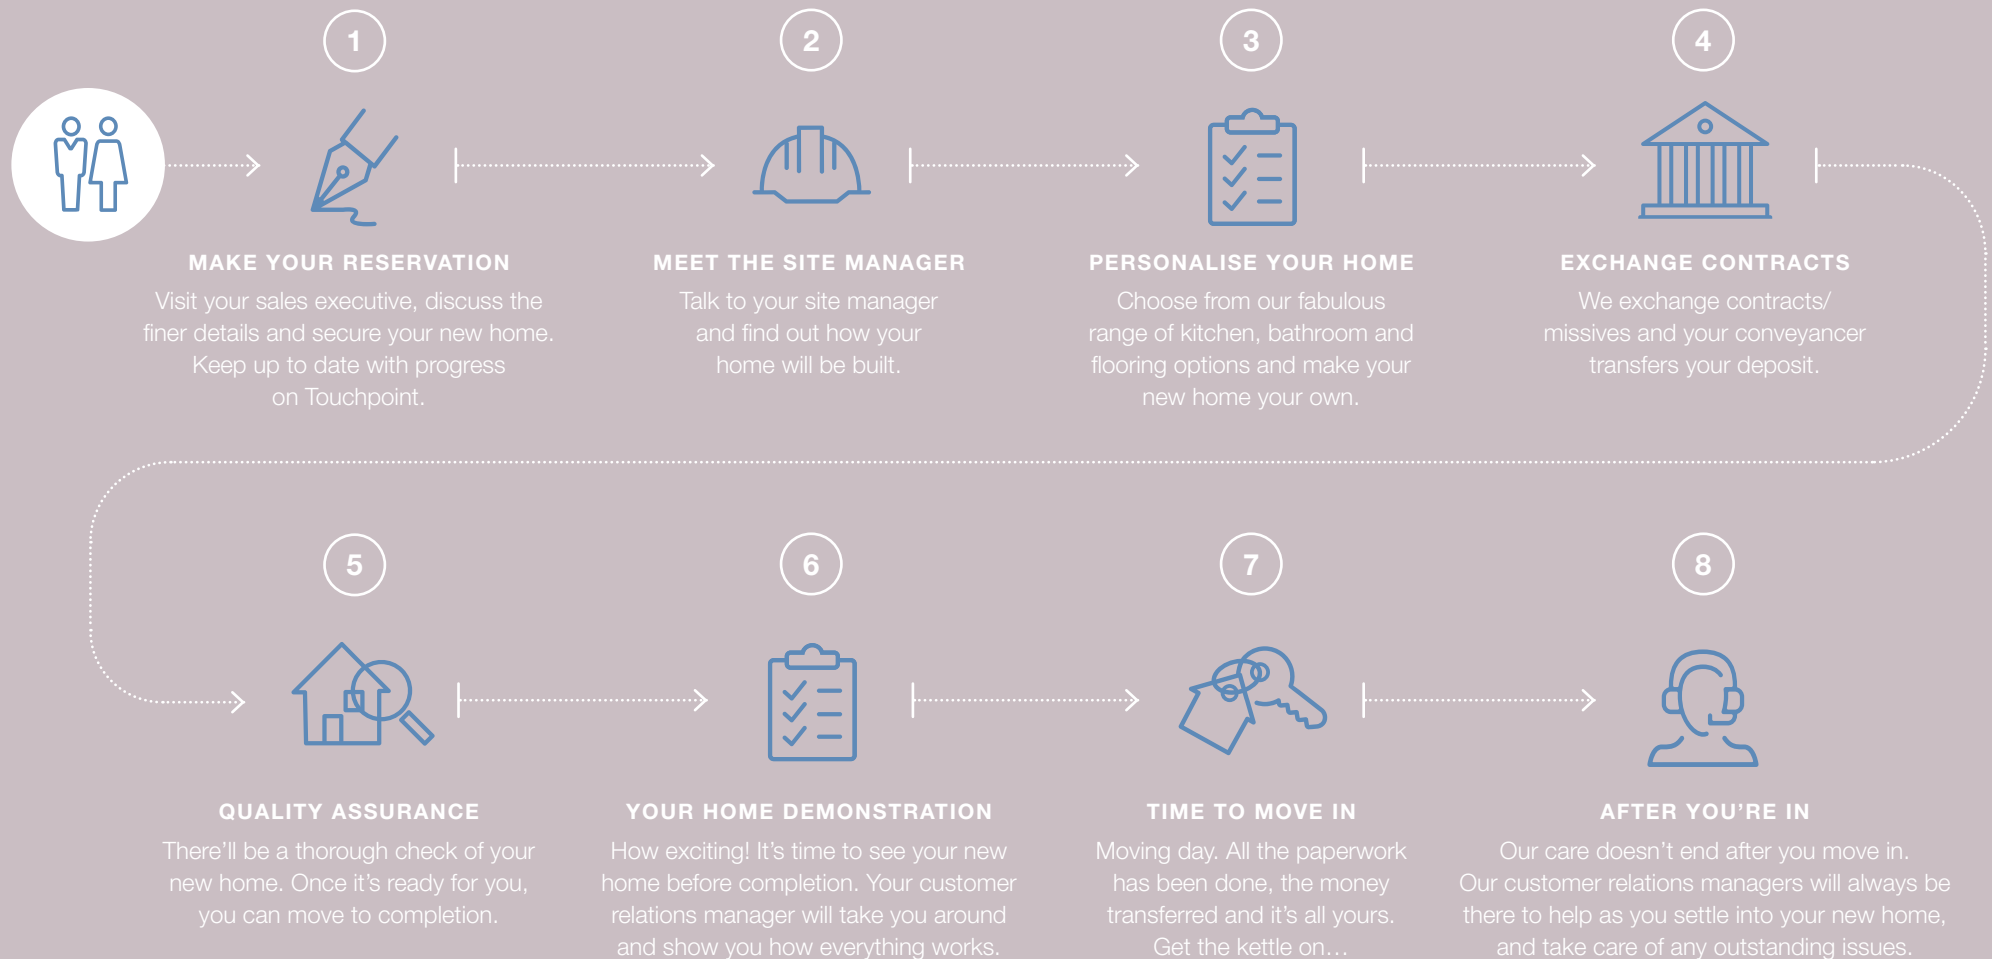 1
MAKE YOUR RESERVATION
Visit your sales executive, discuss the
finer details and secure your new home.
Keep up to date with progress
on Touchpoint.
2
MEET THE SITE MANAGER
Talk to your site manager
and find out how your
home will be built.
3
PERSONALISE YOUR HOME
Choose from our fabulous
range of kitchen, bathroom and
flooring options and make your
new home your own.
4
EXCHANGE CONTRACTS
We exchange contracts/
missives and your conveyancer
transfers your deposit.
5
QUALITY ASSURANCE
There’ll be a thorough check of your
new home. Once it’s ready for you,
you can move to completion.
6
YOUR HOME DEMONSTRATION
How exciting! It’s time to see your new
home before completion. Your customer
relations manager will take you around
and show you how everything works.
7
TIME TO MOVE IN
Moving day. All the paperwork
has been done, the money
transferred and it’s all yours.
Get the kettle on…
8
AFTER YOU’RE IN
Our care doesn’t end after you move in.
Our customer relations managers will always be
there to help as you settle into your new home,
and take care of any outstanding issues.